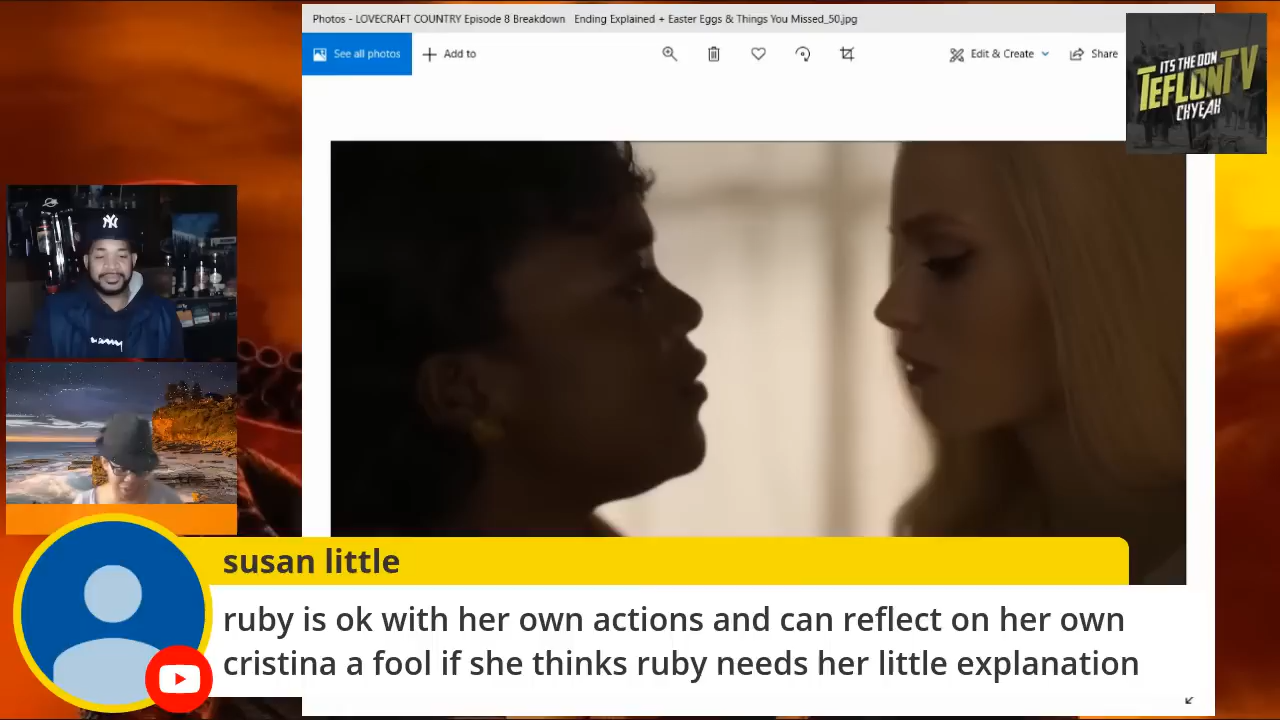 Photos - LOVECRAFT COUNTRY Episode 8 Breakdown Ending Explained + Easter Eggs & Things You Missed_50.jpg
See all photos
Add to
Edit & Create
Share
IT'S THE DON
TEFLON TV
CHYEAH
NY
susan little
ruby is ok with her own actions and can reflect on her own
cristina a fool if she thinks ruby needs her little explanation